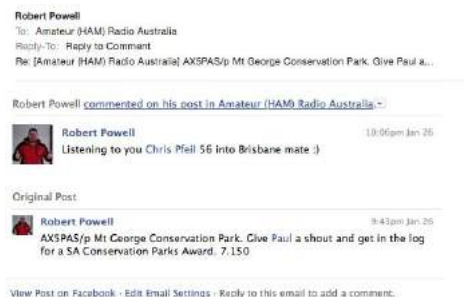 Robert Powell
To: Amateur (HAM) Radio Australia
Reply-To: Reply to Comment
Re: [Amateur (HAM) Radio Australia] AX5PAS/p Mt George Conservation Park. Give Paul a...
Robert Powell commented on his post in Amateur (HAM) Radio Australia.
Robert Powell
10:06pm Jan 26
Listening to you Chris Pfeil 56 into Brisbane mate :)
Original Post
Robert Powell
9:43pm Jan 26
AX5PAS/p Mt George Conservation Park. Give Paul a shout and get in the log
for a SA Conservation Parks Award. 7.150
View Post on Facebook · Edit Email Settings · Reply to this email to add a comment.